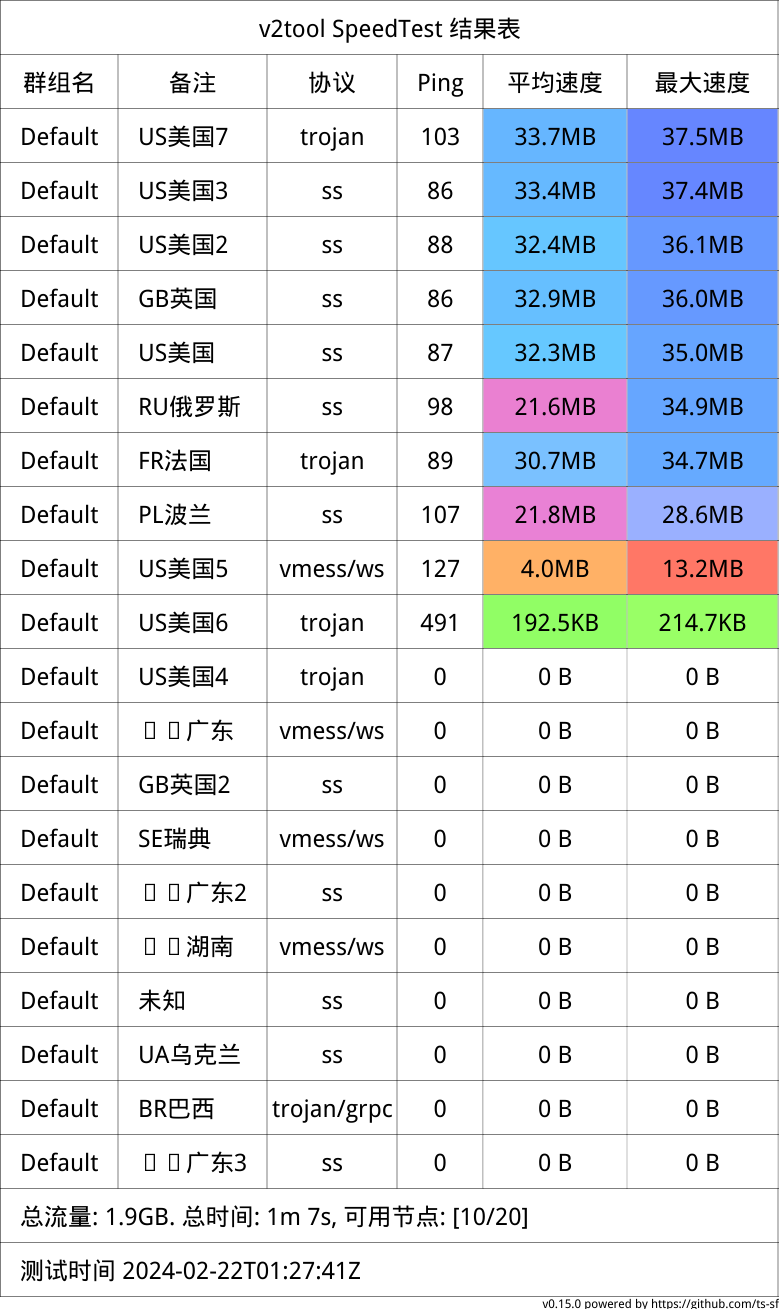 v2tool SpeedTest 结果表
群组名 备注 协议 Ping 平均速度 最大速度
Default US美国7 trojan 103 33.7MB 37.5MB
Default US美国3 ss 86 33.4MB 37.4MB
Default US美国2 ss 88 32.4MB 36.1MB
Default GB英国 ss 86 32.9MB 36.0MB
Default US美国 ss 87 32.3MB 35.0MB
Default RU俄罗斯 ss 98 21.6MB 34.9MB
Default FR法国 trojan 89 30.7MB 34.7MB
Default PL波兰 ss 107 21.8MB 28.6MB
Default US美国5 vmess/ws 127 4.0MB 13.2MB
Default US美国6 trojan 491 192.5KB 214.7KB
Default US美国4 trojan 0 0 B 0 B
Default 广东 vmess/ws 0 0 B 0 B
Default GB英国2 ss 0 0 B 0 B
Default SE瑞典 vmess/ws 0 0 B 0 B
Default 广东2 ss 0 0 B 0 B
Default 湖南 vmess/ws 0 0 B 0 B
Default 未知 ss 0 0 B 0 B
Default UA乌克兰 ss 0 0 B 0 B
Default BR巴西 trojan/grpc 0 0 B 0 B
Default 广东3 ss 0 0 B 0 B
总流量: 1.9GB. 总时间: 1m 7s, 可用节点: [10/20]
测试时间 2024-02-22T01:27:41Z
v0.15.0 powered by https://github.com/ts-sf